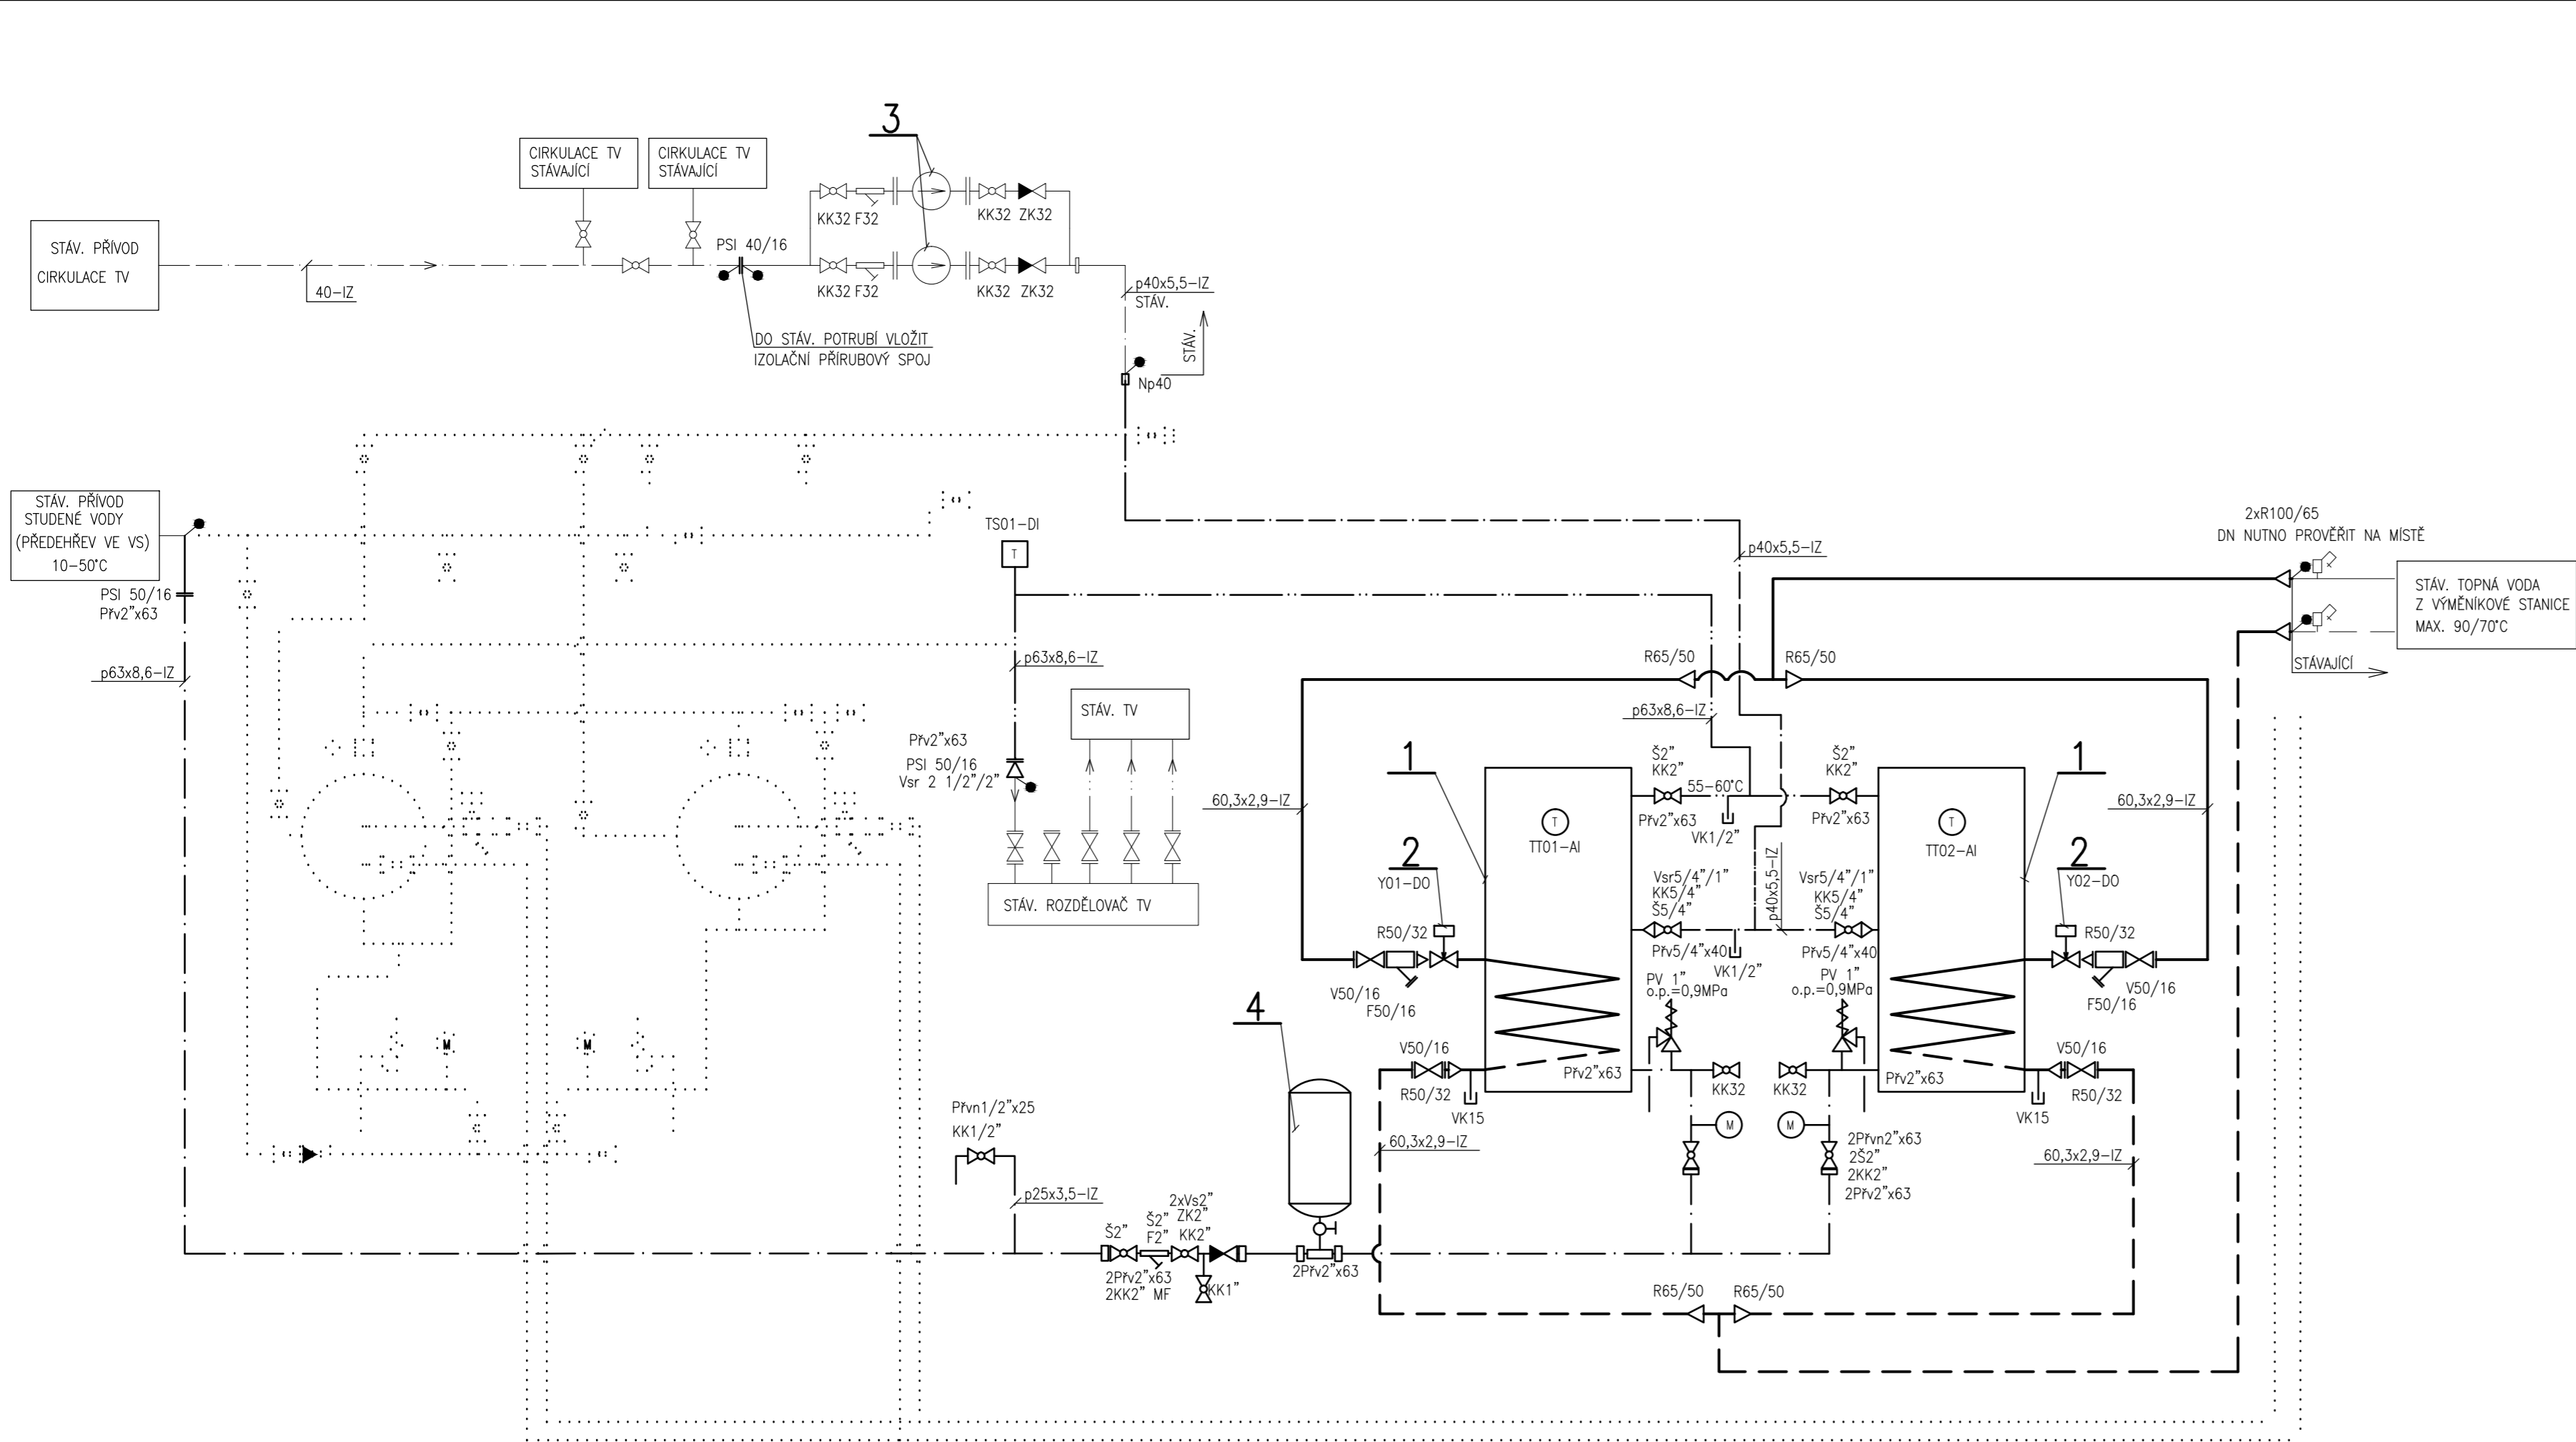 3
CIRKULACE TV
STÁVAJÍCÍ
CIRKULACE TV
STÁVAJÍCÍ
KK32 F32
KK32 ZK32
STÁV. PŘÍVOD
CIRKULACE TV
40-IZ
PSI 40/16
KK32 F32
KK32 ZK32
p40x5,5-IZ
STÁV.
DO STÁV. POTRUBÍ VLOŽIT
IZOLAČNÍ PŘÍRUBOVÝ SPOJ
STÁV.
Np40
STÁV. PŘÍVOD
STUDENÉ VODY
(PŘEDEHŘEV VE VS)
10-50°C
PSI 50/16
Přv2"x63
p63x8,6-IZ
TS01-DI
T
p63x8,6-IZ
STÁV. TV
Přv2"x63
PSI 50/16
Vsr 2 1/2"/2"
STÁV. ROZDĚLOVAČ TV
p40x5,5-IZ
2xR100/65
DN NUTNO PROVĚŘIT NA MÍSTĚ
STÁV. TOPNÁ VODA
Z VÝMĚNÍKOVÉ STANICE
MAX. 90/70°C
STÁVAJÍCÍ
R65/50
R65/50
p63x8,6-IZ
1
1
Š2"
KK2"
55-60°C
Š2"
KK2"
60,3x2,9-IZ
60,3x2,9-IZ
T
TT01-AI
Přv2"x63
VK1/2"
Přv2"x63
T
TT02-AI
2
Y01-DO
2
Y02-DO
Vsr5/4"/1"
KK5/4"
Š5/4"
p40x5,5-IZ
Vsr5/4"/1"
KK5/4"
Š5/4"
R50/32
R50/32
Přv5/4"x40
VK1/2"
Přv5/4"x40
V50/16
F50/16
PV 1"
o.p.=0,9MPa
PV 1"
o.p.=0,9MPa
V50/16
F50/16
4
V50/16
R50/32
VK15
Přv2"x63
KK32
KK32
Přv2"x63
V50/16
R50/32
VK15
M
M
M
M
60,3x2,9-IZ
2Přvn2"x63
2Š2"
2KK2"
2Přv2"x63
60,3x2,9-IZ
Přvn1/2"x25
KK1/2"
p25x3,5-IZ
Š2"
Š2"
F2"
2xVs2"
ZK2"
KK2"
2Přv2"x63
2KK2" MF
KK1"
2Přv2"x63
R65/50
R65/50